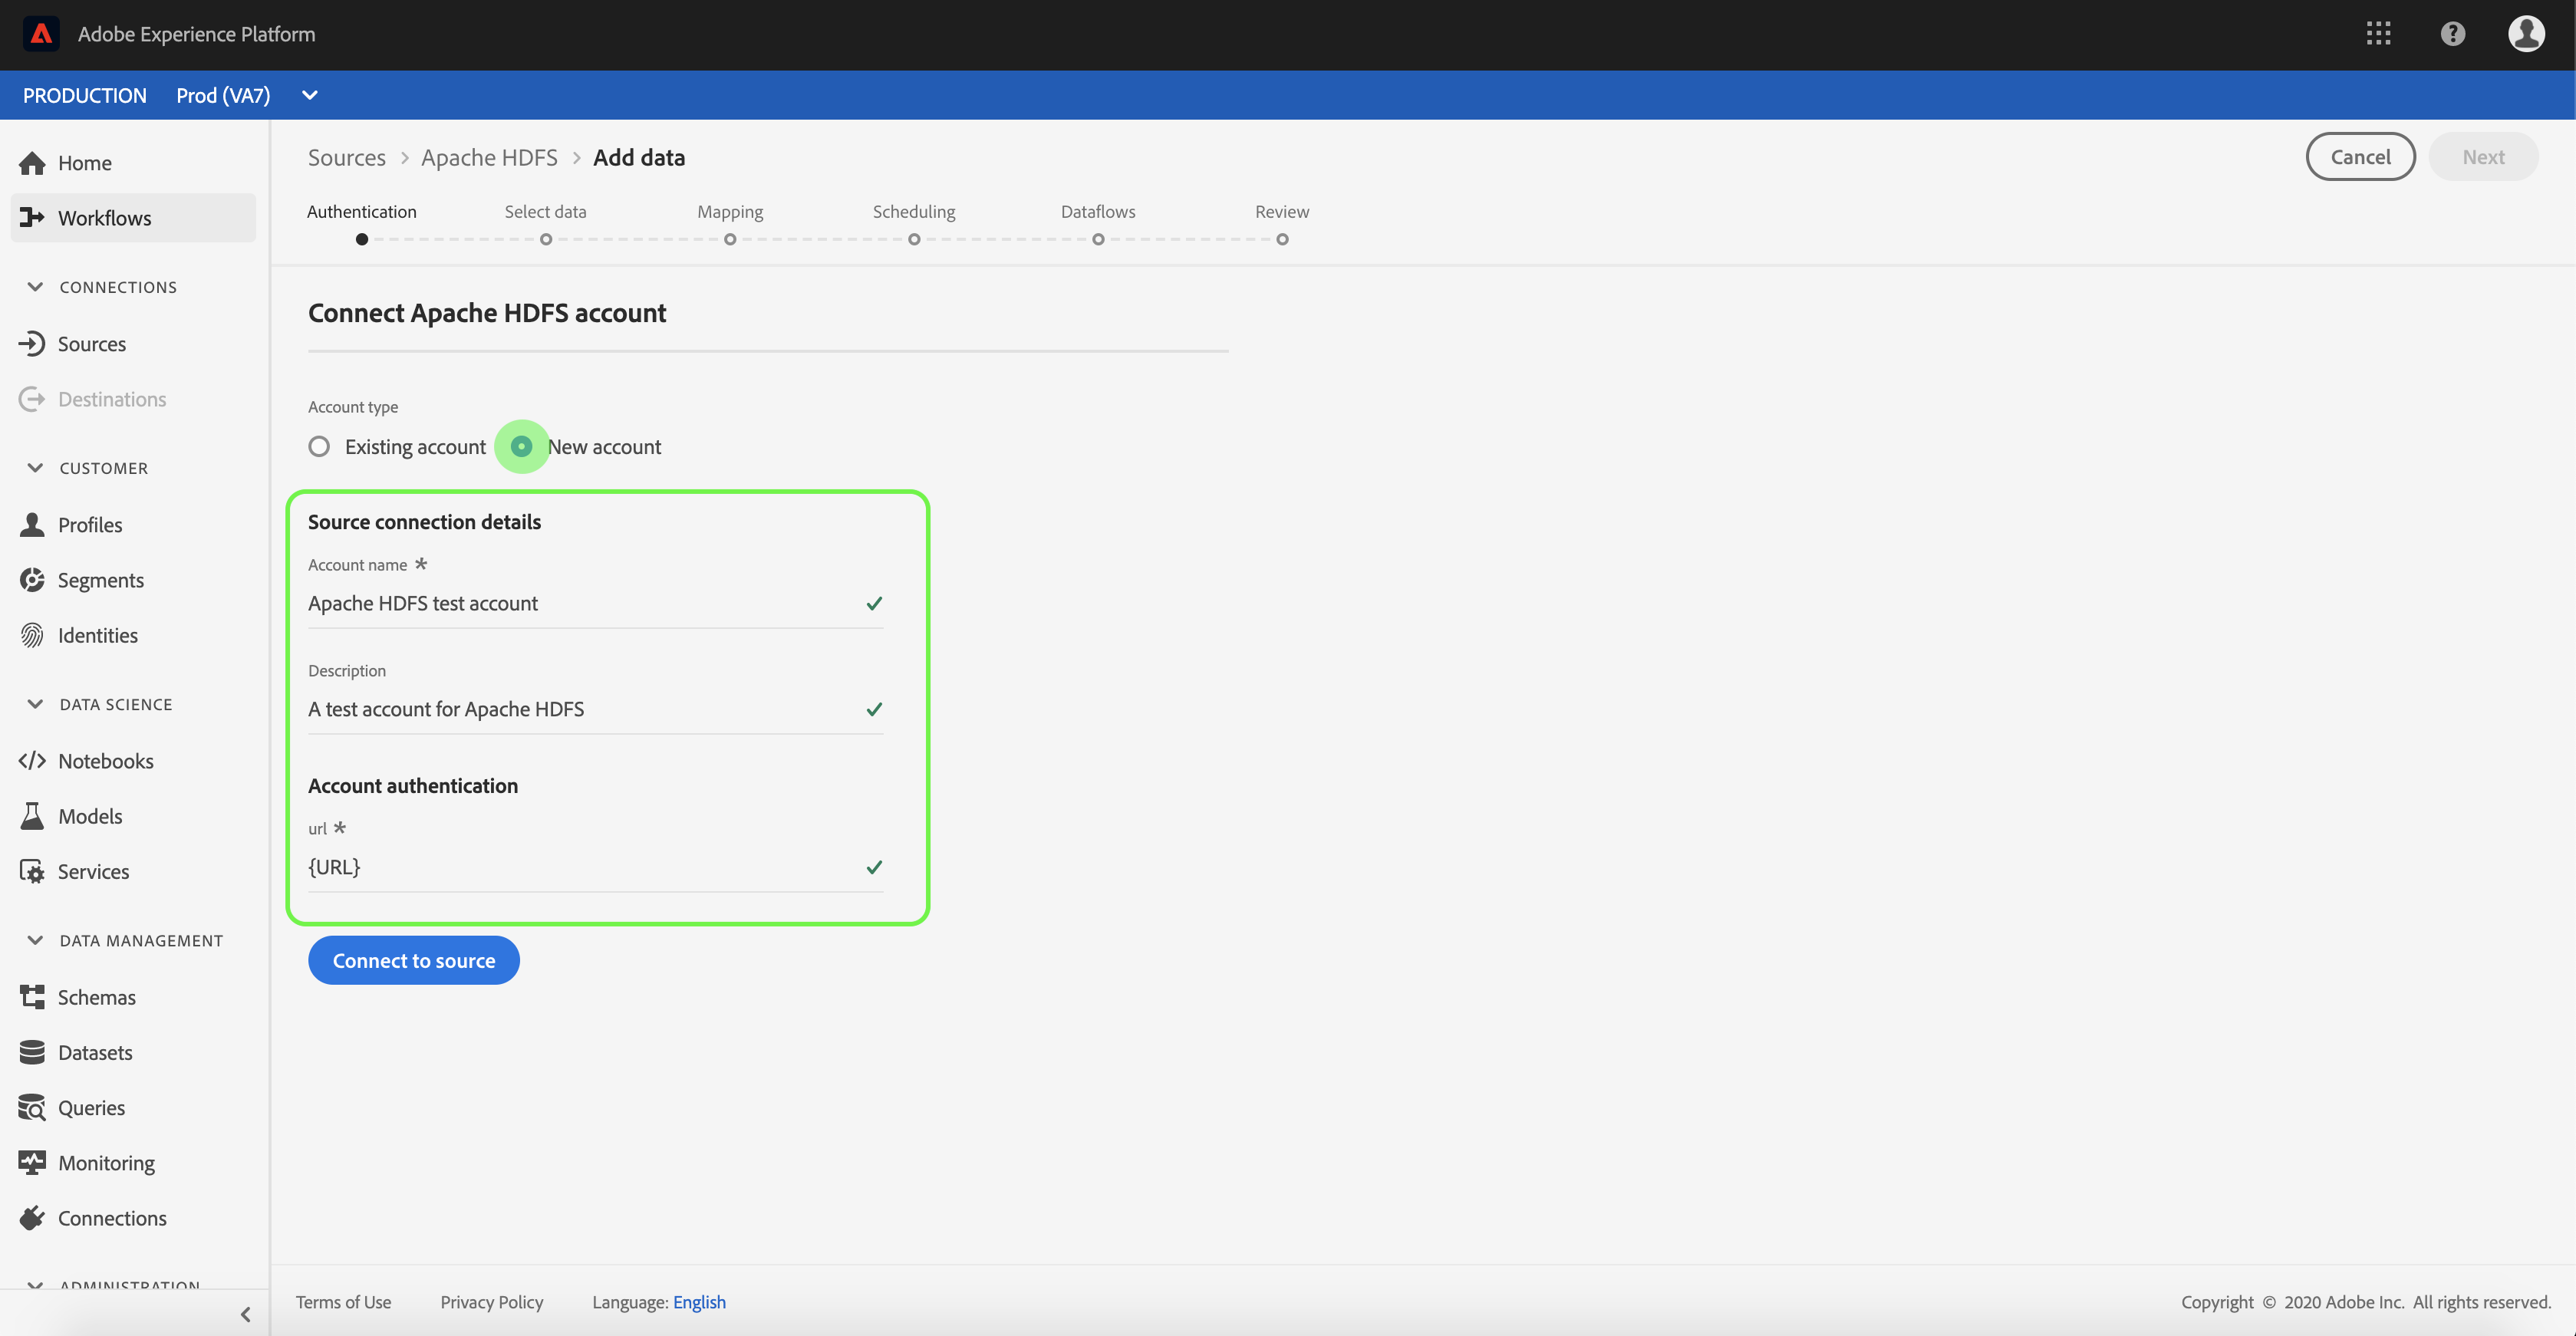 Adobe Experience Platform
PRODUCTION Prod (VA7)
Home
Workflows
CONNECTIONS
Sources
Destinations
CUSTOMER
Profiles
Segments
Identities
DATA SCIENCE
Notebooks
Models
Services
DATA MANAGEMENT
Schemas
Datasets
Queries
Monitoring
Connections
ADMINISTRATION
Sources > Apache HDFS > Add data
Cancel Next
Authentication Select data Mapping Scheduling Dataflows Review
Connect Apache HDFS account
Account type
Existing account New account
Source connection details
Account name *
Apache HDFS test account
Description
A test account for Apache HDFS
Account authentication
url *
{URL}
Connect to source
Terms of Use Privacy Policy Language: English Copyright © 2020 Adobe Inc. All rights reserved.